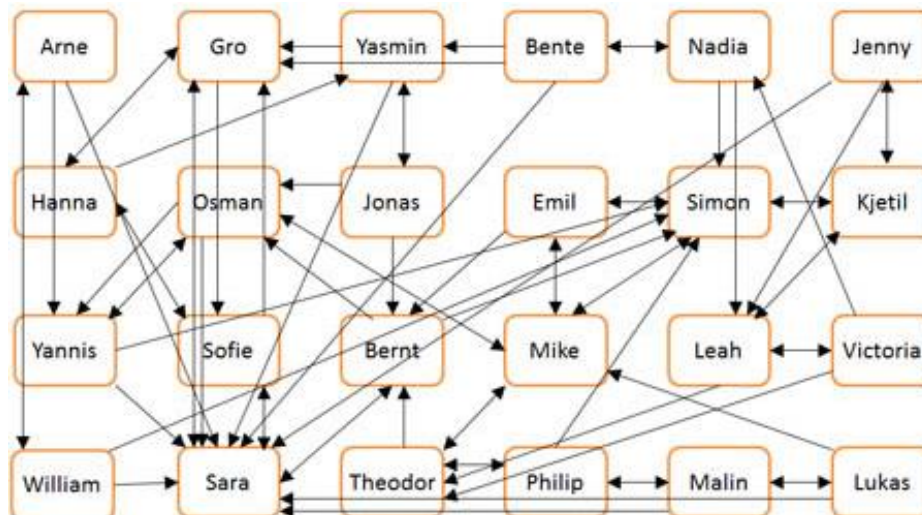 Arne Gro Yasmin Bente Nadia Jenny
Hanna Osman Jonas Emil Simon Kjetil
Yannis Sofie Bernt Mike Leah Victoria
William Sara Theodor Philip Malin Lukas